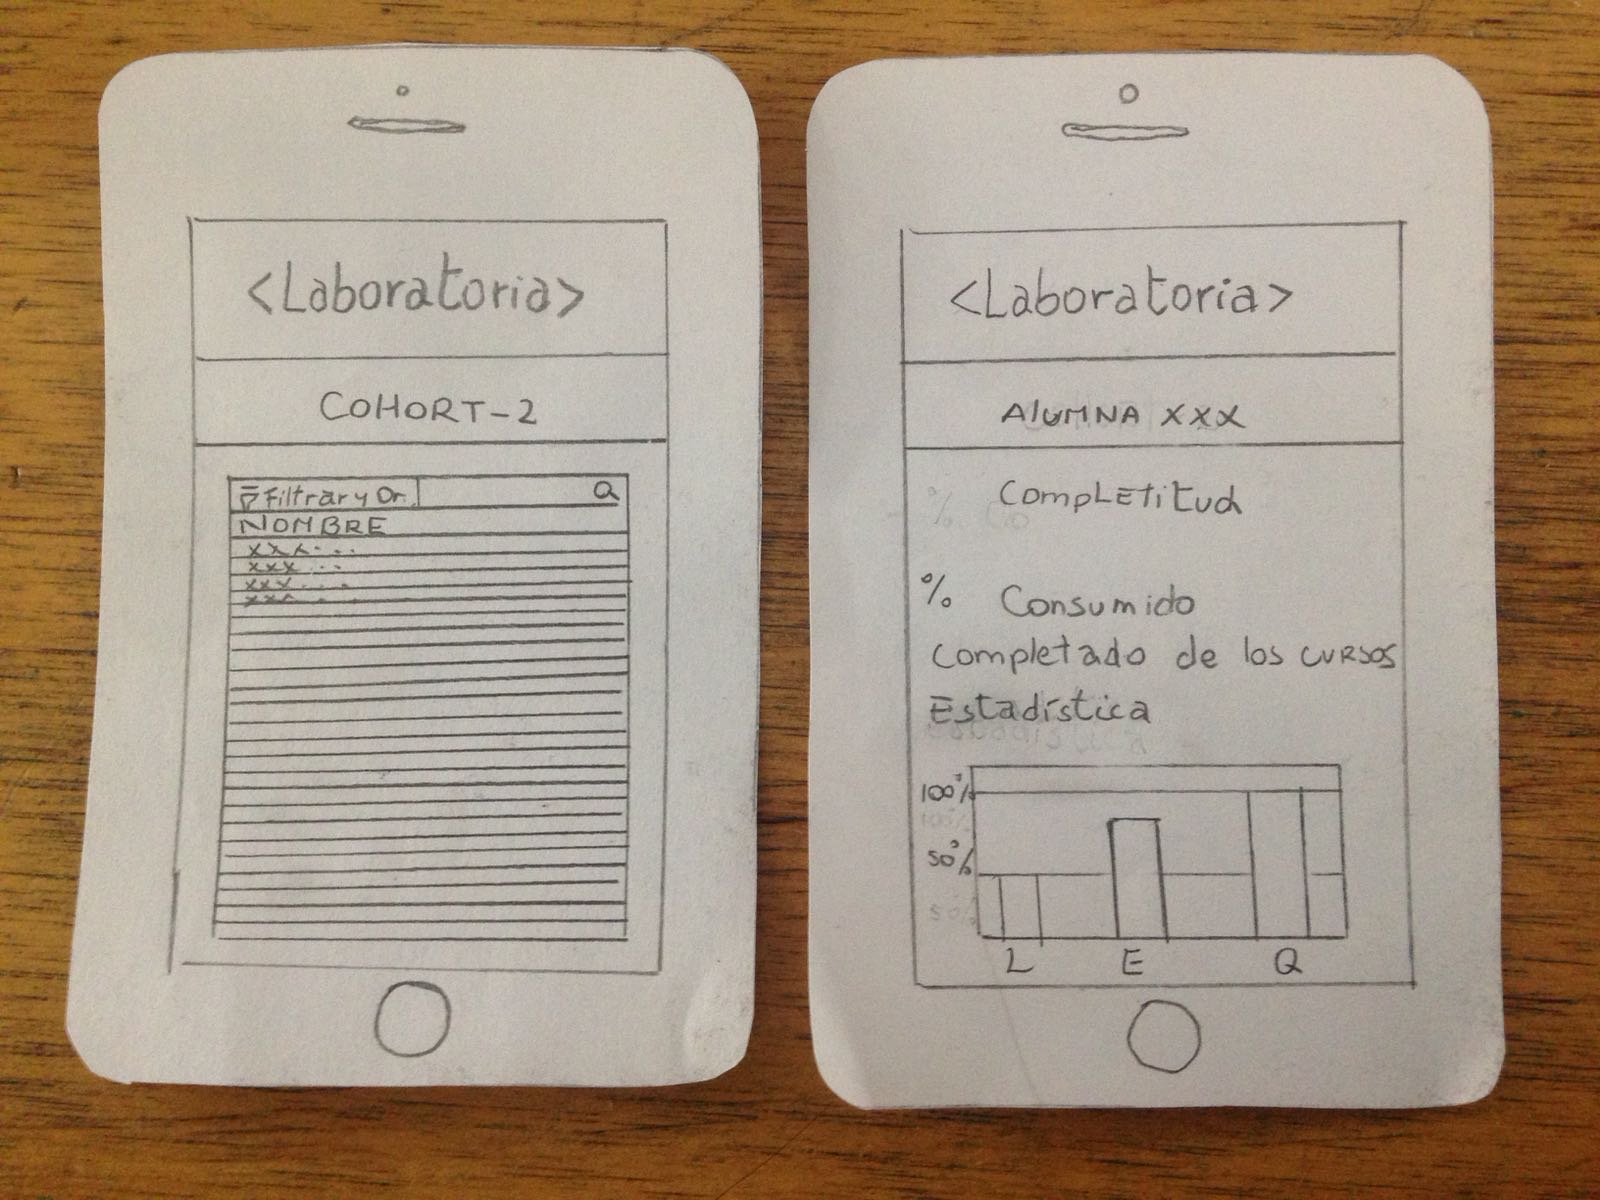 <Laboratoria>
COHORT-2
Filtrar y Or.
NOMBRE
xxx....
xxx...
xxx....
xxx...
<Laboratoria>
Alumna xxx
Completitud
% Consumido
completado de los cursos
Estadística
100%
50%
L E Q